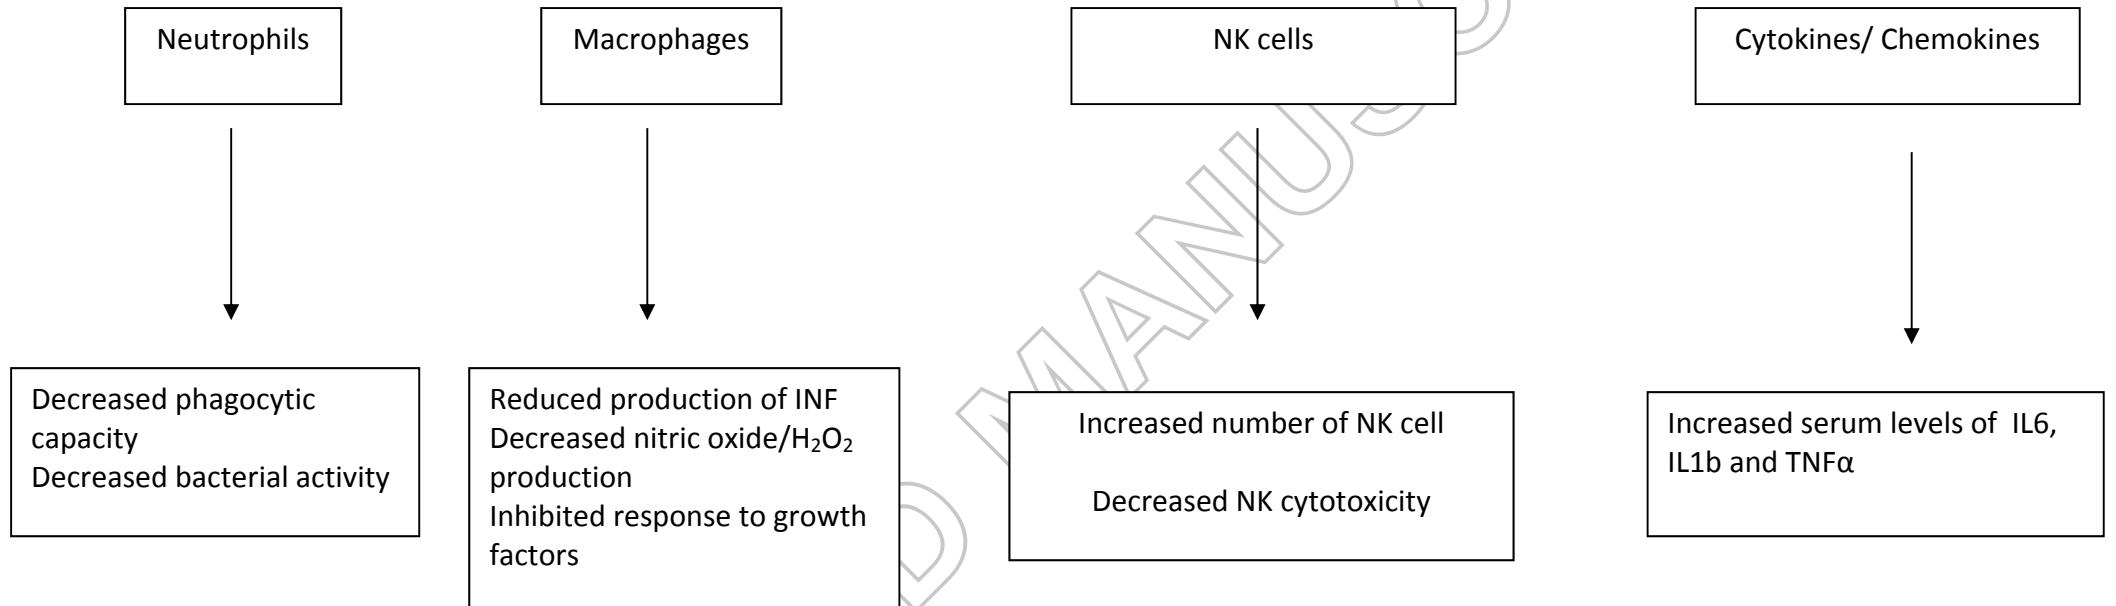 Neutrophils
Macrophages
NK cells
Cytokines/ Chemokines
Decreased phagocytic
capacity
Decreased bacterial activity
Reduced production of INF
Decreased nitric oxide/H₂O₂
production
Inhibited response to growth
factors
Increased number of NK cell
Decreased NK cytotoxicity
Increased serum levels of IL6,
IL1b and TNFα